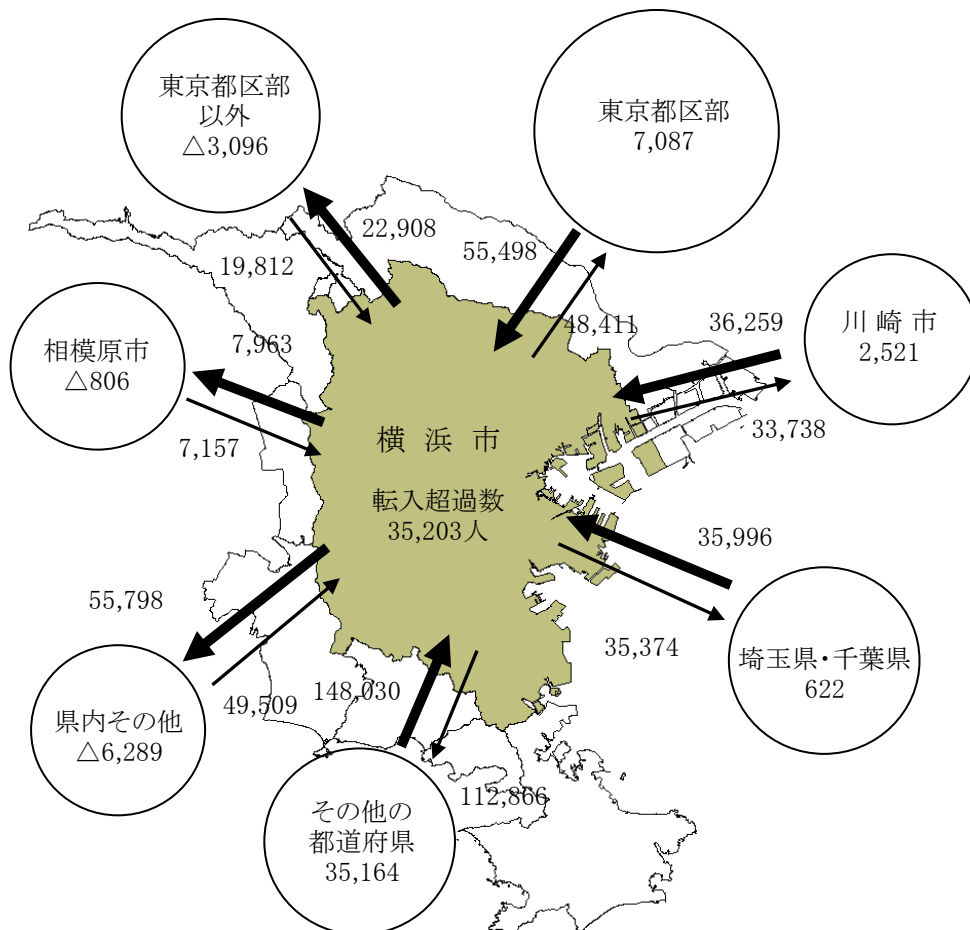 東京都区部
以外
△3,096
東京都区部
7,087
22,908
55,498
19,812
48,411
36,259
川崎市
2,521
7,963
相模原市
△806
33,738
7,157
横浜市
転入超過数
35,203人
35,996
55,798
35,374
埼玉県・千葉県
622
49,509
148,030
県内その他
△6,289
112,866
その他の
都道府県
35,164